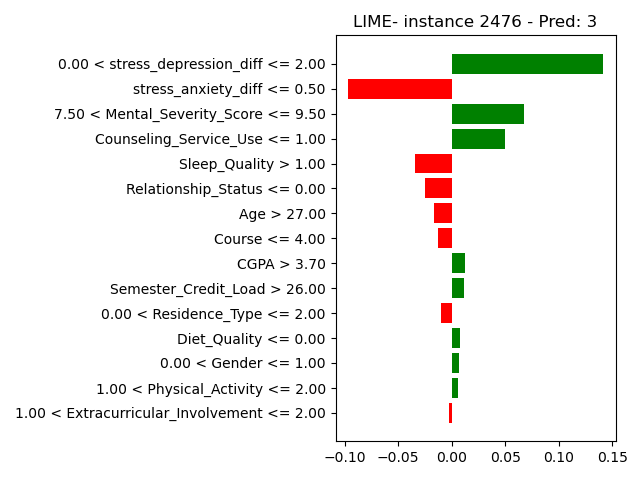 LIME- instance 2476 - Pred: 3
0.00 < stress_depression_diff <= 2.00
stress_anxiety_diff <= 0.50
7.50 < Mental_Severity_Score <= 9.50
Counseling_Service_Use <= 1.00
Sleep_Quality > 1.00
Relationship_Status <= 0.00
Age > 27.00
Course <= 4.00
CGPA > 3.70
Semester_Credit_Load > 26.00
0.00 < Residence_Type <= 2.00
Diet_Quality <= 0.00
0.00 < Gender <= 1.00
1.00 < Physical_Activity <= 2.00
1.00 < Extracurricular_Involvement <= 2.00
−0.10 −0.05 0.00 0.05 0.10 0.15